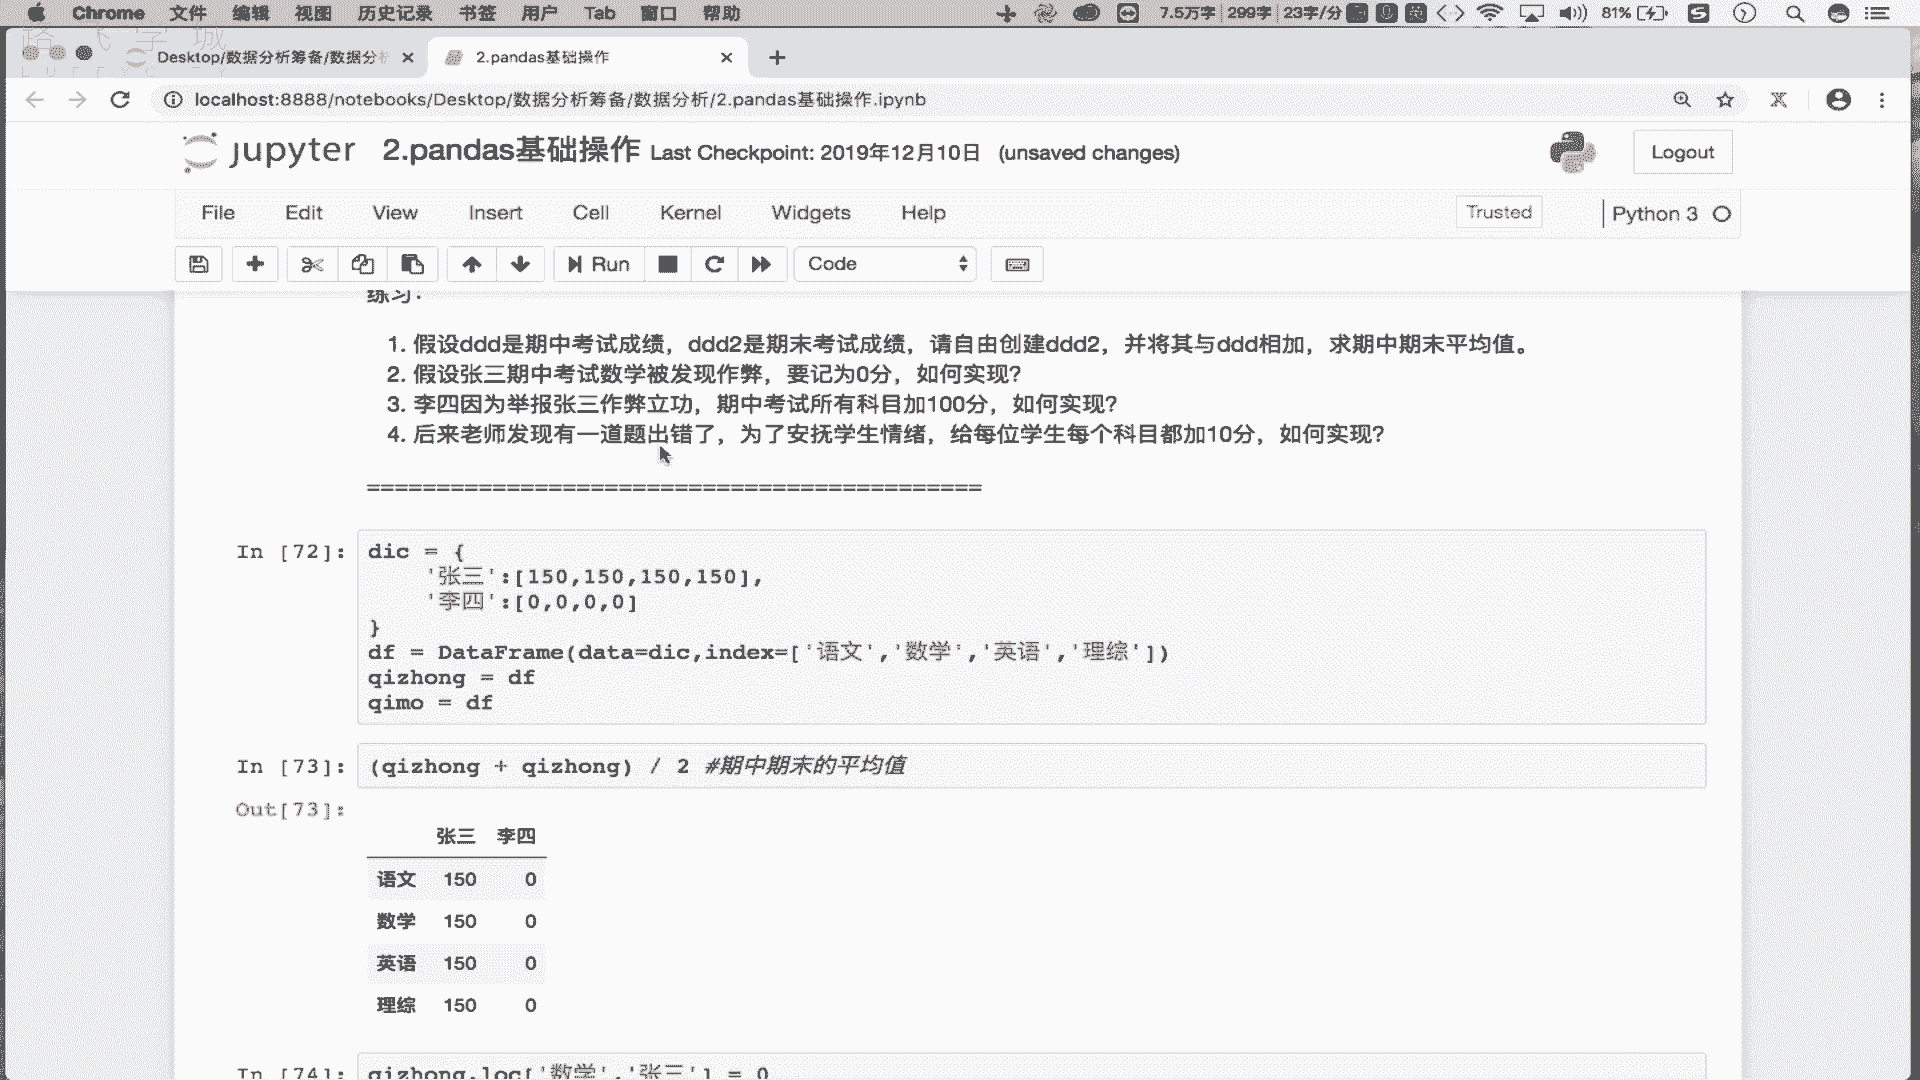 Chrome 文件 编辑 视图 历史记录 书签 用户 Tab 窗口 帮助 7.5万字 299字 23字/分 81%
Desktop/数据分析筹备/数据分析
2.pandas基础操作
localhost:8888/notebooks/Desktop/数据分析筹备/数据分析/2.pandas基础操作.ipynb
jupyter 2.pandas基础操作 Last Checkpoint: 2019年12月10日 (unsaved changes)
Logout
File Edit View Insert Cell Kernel Widgets Help
Trusted
Python 3
Run
Code
练习：
1. 假设ddd是期中考试成绩，ddd2是期末考试成绩，请自由创建ddd2，并将其与ddd相加，求期中期末平均值。
2. 假设张三期中考试数学被发现作弊，要记为0分，如何实现？
3. 李四因为举报张三作弊立功，期中考试所有科目加100分，如何实现？
4. 后来老师发现有一道题出错了，为了安抚学生情绪，给每位学生每个科目都加10分，如何实现？
============================================
In [72]:
dic = {
'张三':[150,150,150,150],
'李四':[0,0,0,0]
}
df = DataFrame(data=dic,index=['语文','数学','英语','理综'])
qizhong = df
qimo = df
In [73]: (qizhong + qizhong) / 2 #期中期末的平均值
Out[73]:
张三 李四
语文 150 0
数学 150 0
英语 150 0
理综 150 0
In [74]: qizhong.loc['数学','张三'] = 0